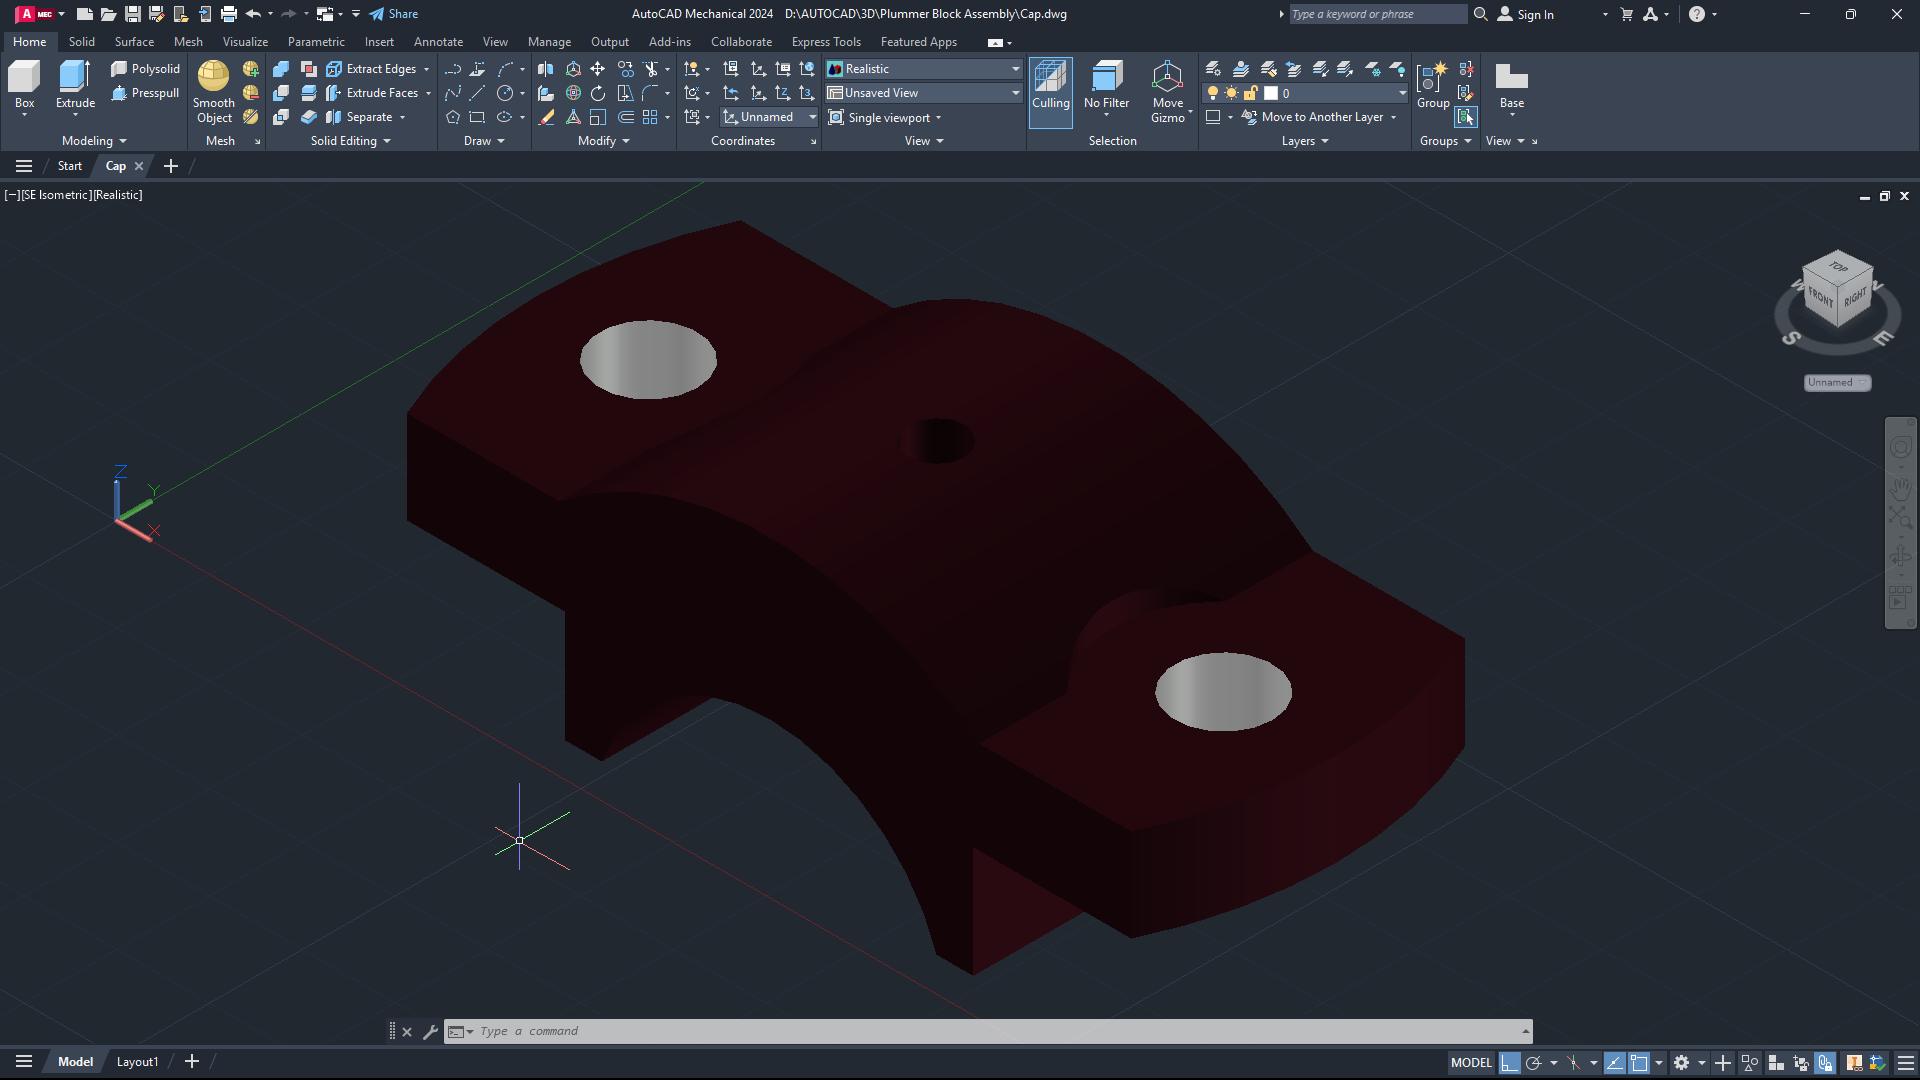 A MEC Share AutoCAD Mechanical 2024 D:\AUTOCAD\3D\Plummer Block Assembly\Cap.dwg Type a keyword or phrase Sign In
Home Solid Surface Mesh Visualize Parametric Insert Annotate View Manage Output Add-ins Collaborate Express Tools Featured Apps
Polysolid Extract Edges Realistic
Presspull Extrude Faces Unsaved View 0
Box Extrude Smooth Object Separate Unnamed Single viewport Culling No Filter Move Gizmo Move to Another Layer Group Base
Modeling Mesh Solid Editing Draw Modify Coordinates View Selection Layers Groups View
Start Cap
[−][SE Isometric][Realistic]
TOP
W N
FRONT RIGHT
S E
Unnamed
Z
Y
X
Type a command
Model Layout1 MODEL